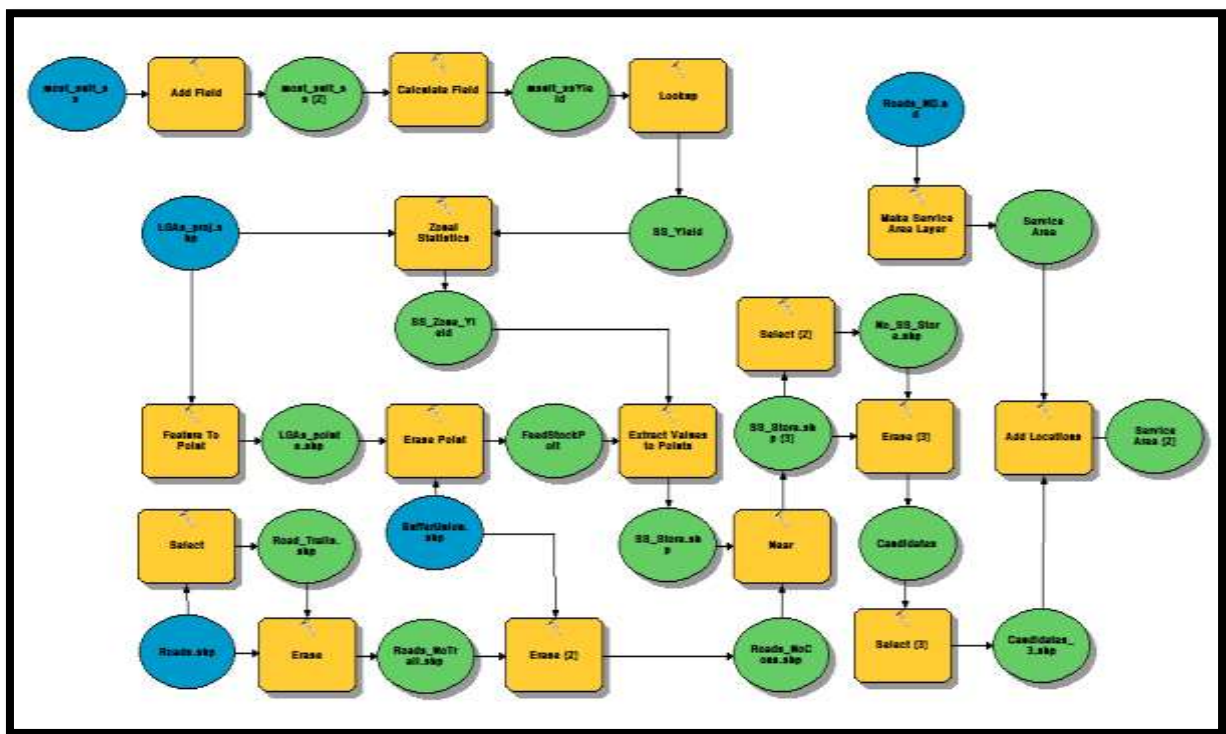 most_suit_s
s
Add Field
most_suit_s
s (2)
Calculate Field
msuit_ssYiel
d
Lookup
Roads_ND.n
d
LGAs_proj.s
hp
Zonal
Statistics
SS_Yield
Make Service
Area Layer
Service
Area
SS_Zone_Yi
eld
Select (2)
No_SS_Stor
e.shp
Feature To
Point
LGAs_point
s.shp
Erase Point
FeedStockP
oit
Extract Values
to Points
SS_Store.sh
p (3)
Erase (3)
Add Locations
Service
Area (2)
Select
Road_Trails.
shp
BufferUnion.
shp
SS_Store.sh
p
Near
Candidates
Roads.shp
Erase
Roads_NoTr
ail.shp
Erase (2)
Roads_NoC
ons.shp
Select (3)
Candidates_
3.shp